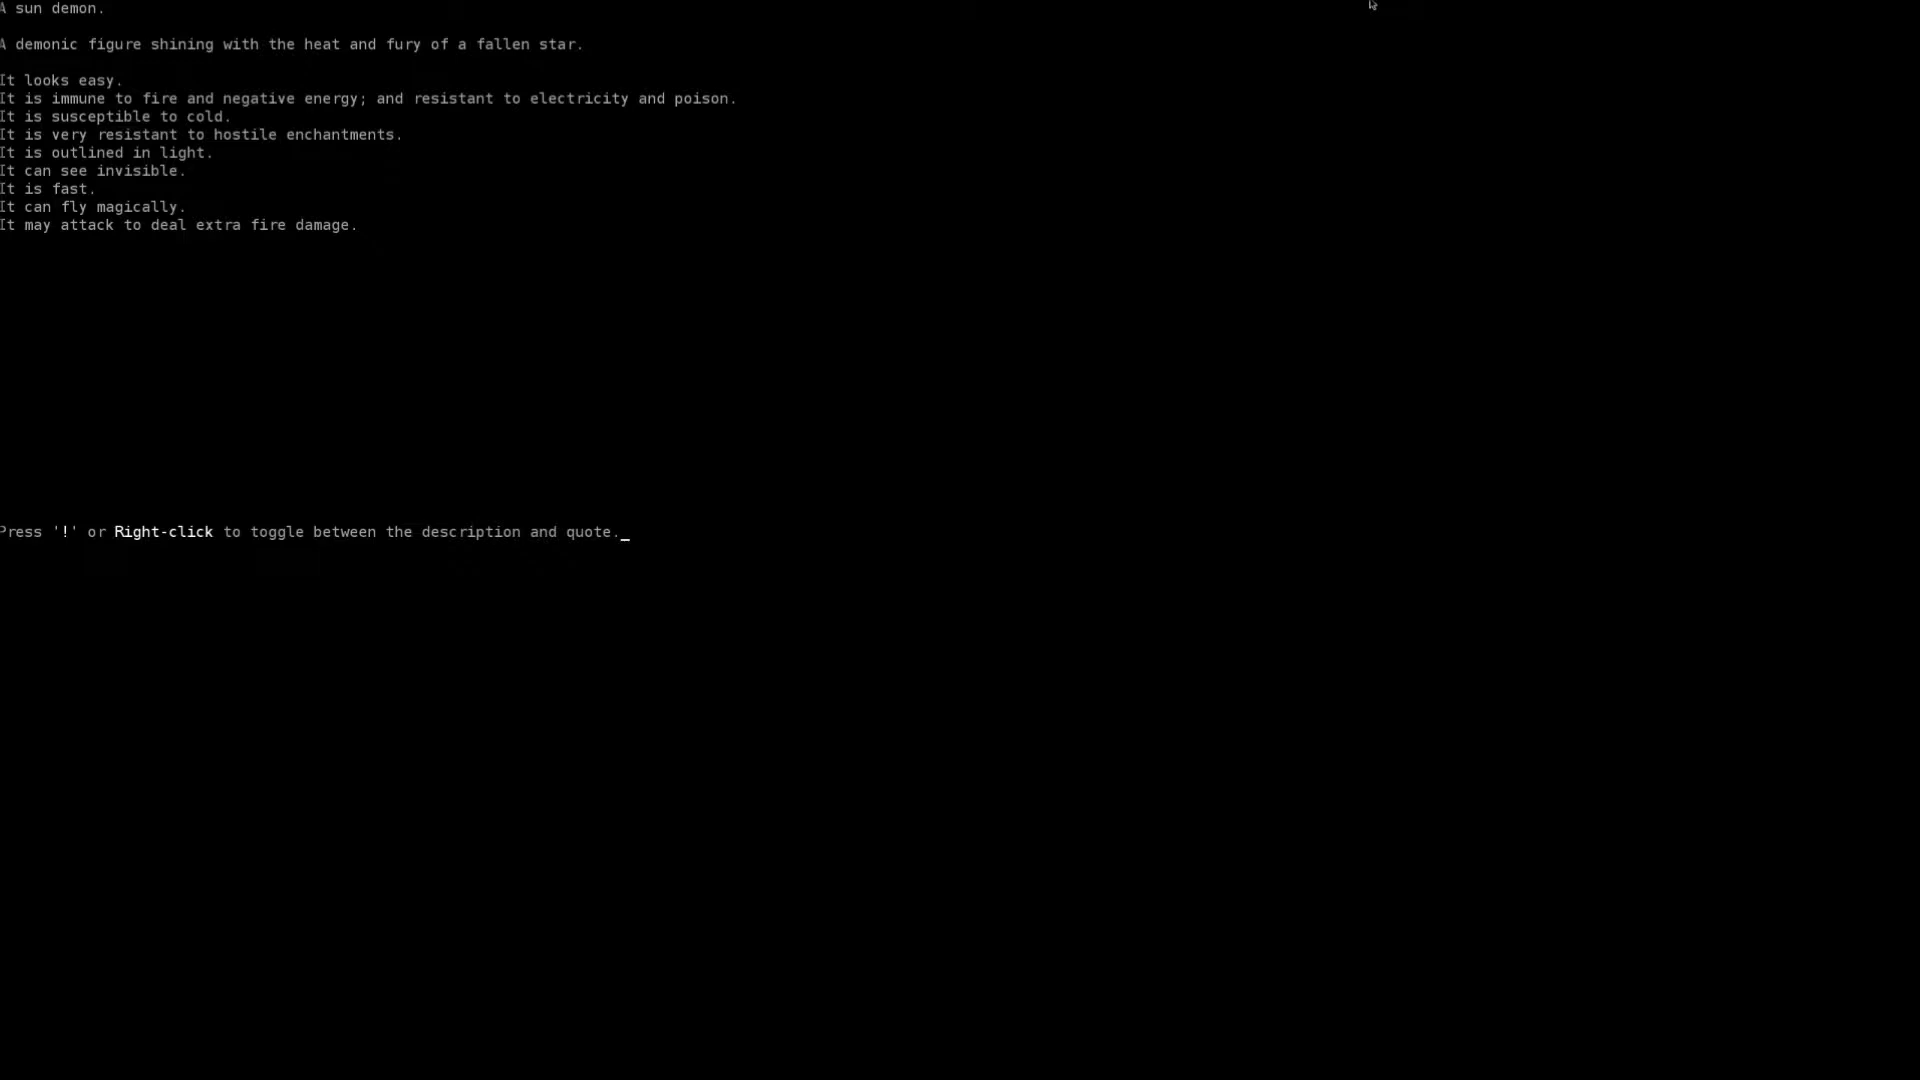 A sun demon.
A demonic figure shining with the heat and fury of a fallen star.
It looks easy.
It is immune to fire and negative energy; and resistant to electricity and poison.
It is susceptible to cold.
It is very resistant to hostile enchantments.
It is outlined in light.
It can see invisible.
It is fast.
It can fly magically.
It may attack to deal extra fire damage.
Press '!' or Right-click to toggle between the description and quote._